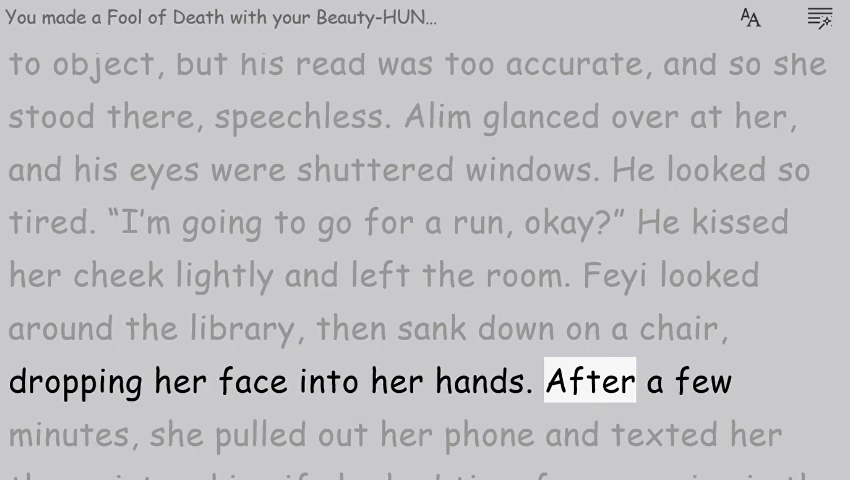 You made a Fool of Death with your Beauty-HUN...
AA
to object, but his read was too accurate, and so she
stood there, speechless. Alim glanced over at her,
and his eyes were shuttered windows. He looked so
tired. “I’m going to go for a run, okay?” He kissed
her cheek lightly and left the room. Feyi looked
around the library, then sank down on a chair,
dropping her face into her hands. After a few
minutes, she pulled out her phone and texted her